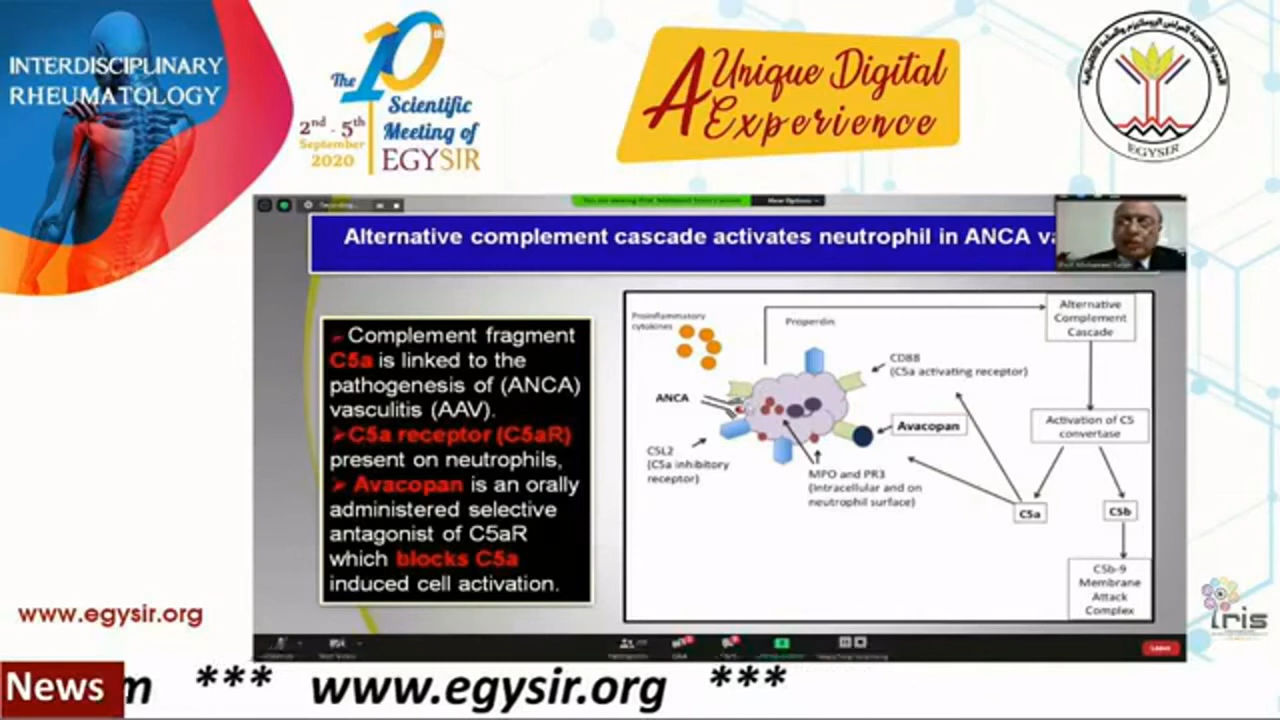 INTERDISCIPLINARY
RHEUMATOLOGY
The 10th
Scientific
Meeting of
EGYSIR
2nd - 5th
September
2020
A Unique Digital
Experience
EGYSIR
Recording...
View Options
Alternative complement cascade activates neutrophil in ANCA va
Complement fragment
C5a is linked to the
pathogenesis of (ANCA)
vasculitis (AAV).
C5a receptor (C5aR)
present on neutrophils,
Avacopan is an orally
administered selective
antagonist of C5aR
which blocks C5a
induced cell activation.
Proinflammatory
cytokines
Properdin
Alternative
Complement
Cascade
CD88
(C5a activating receptor)
ANCA
Avacopan
Activation of C5
convertase
C5L2
(C5a inhibitory
receptor)
MPO and PR3
(Intracellular and on
neutrophil surface)
C5a
C5b
C5b-9
Membrane
Attack
Complex
Leave
www.egysir.org
iris
News m *** www.egysir.org ***